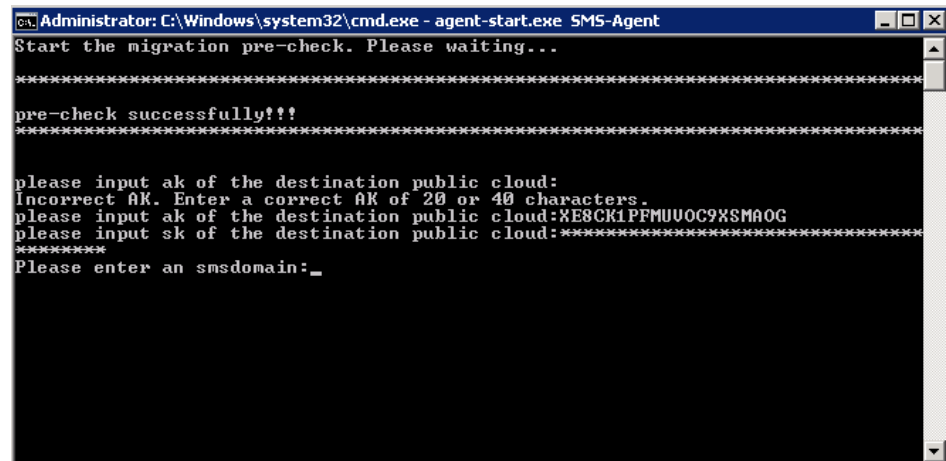 Administrator: C:\Windows\system32\cmd.exe - agent-start.exe SMS-Agent
Start the migration pre-check. Please waiting...
********************************************************************************
pre-check successfully!!!
********************************************************************************
please input ak of the destination public cloud:
Incorrect AK. Enter a correct AK of 20 or 40 characters.
please input ak of the destination public cloud:XE8CK1PFMUVOC9XSMAOG
please input sk of the destination public cloud:********************************
********
Please enter an smsdomain:_